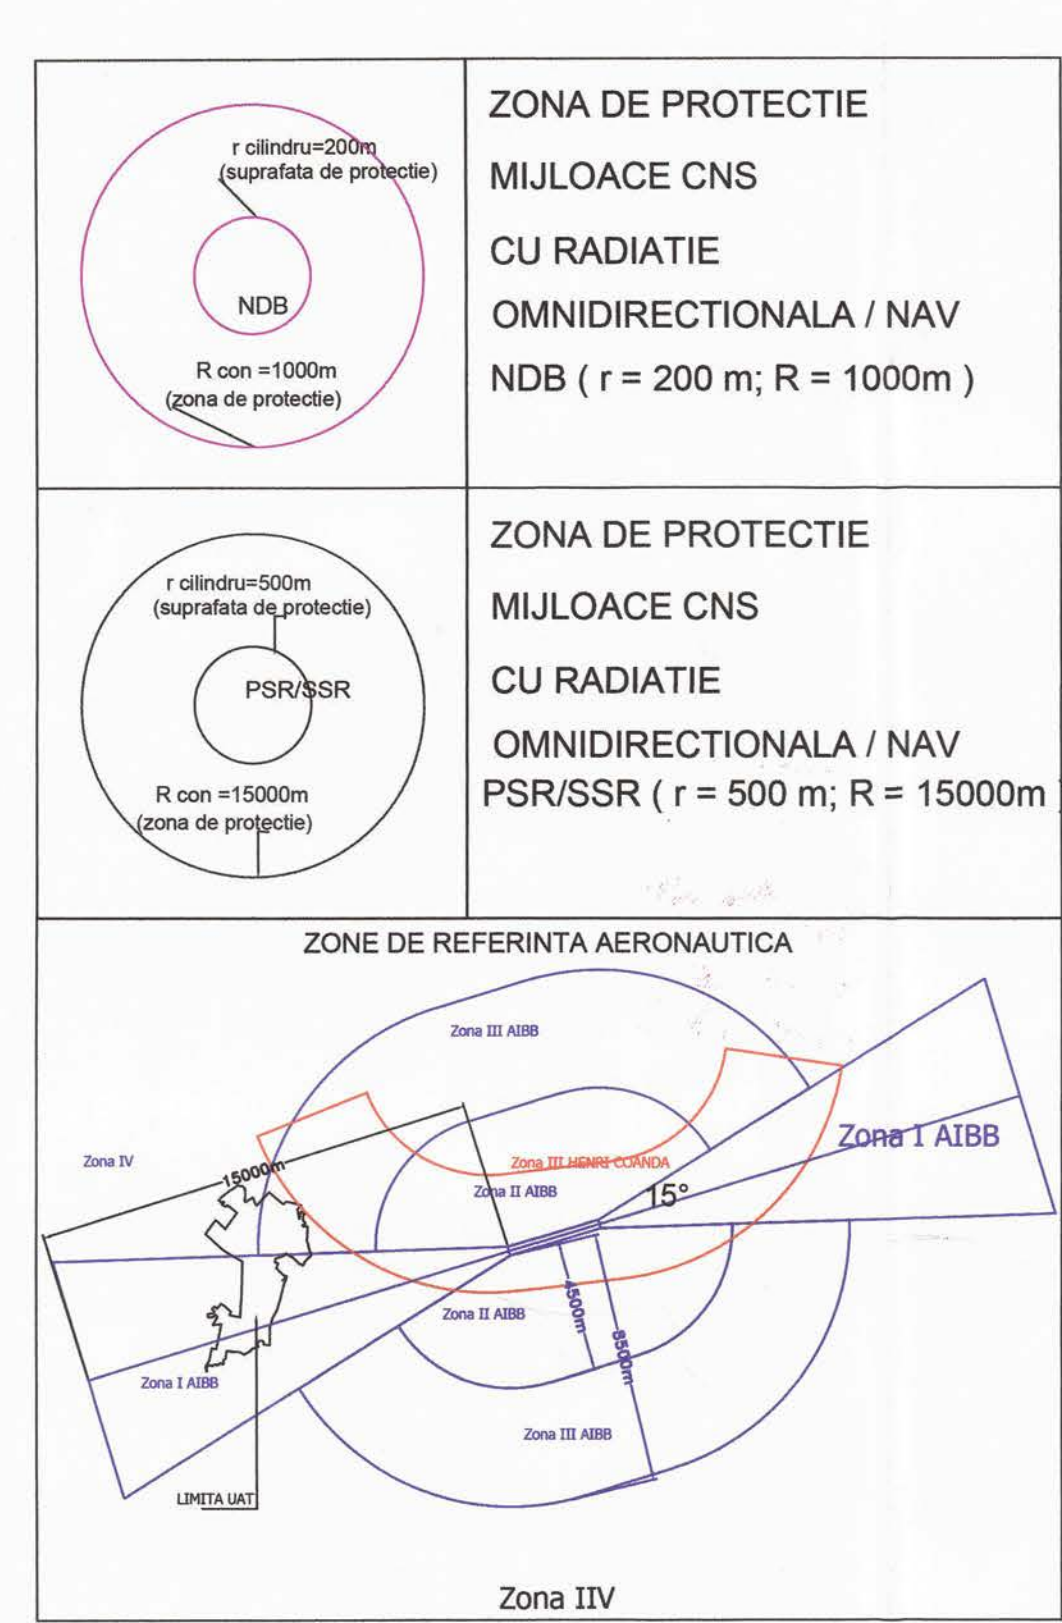 r cilindru=200m
(suprafata de protectie)
NDB
R con =1000m
(zona de protectie)
ZONA DE PROTECTIE
MIJLOACE CNS
CU RADIATIE
OMNIDIRECTIONALA / NAV
NDB ( r = 200 m; R = 1000m )
r cilindru=500m
(suprafata de protectie)
PSR/SSR
R con =15000m
(zona de protectie)
ZONA DE PROTECTIE
MIJLOACE CNS
CU RADIATIE
OMNIDIRECTIONALA / NAV
PSR/SSR ( r = 500 m; R = 15000m )
ZONE DE REFERINTA AERONAUTICA
Zona III AIBB
Zona I AIBB
Zona IV
15000m
Zona III HENRI COANDA
Zona II AIBB
15°
Zona II AIBB
4500m
8500m
Zona I AIBB
Zona III AIBB
LIMITA UAT
Zona IIV